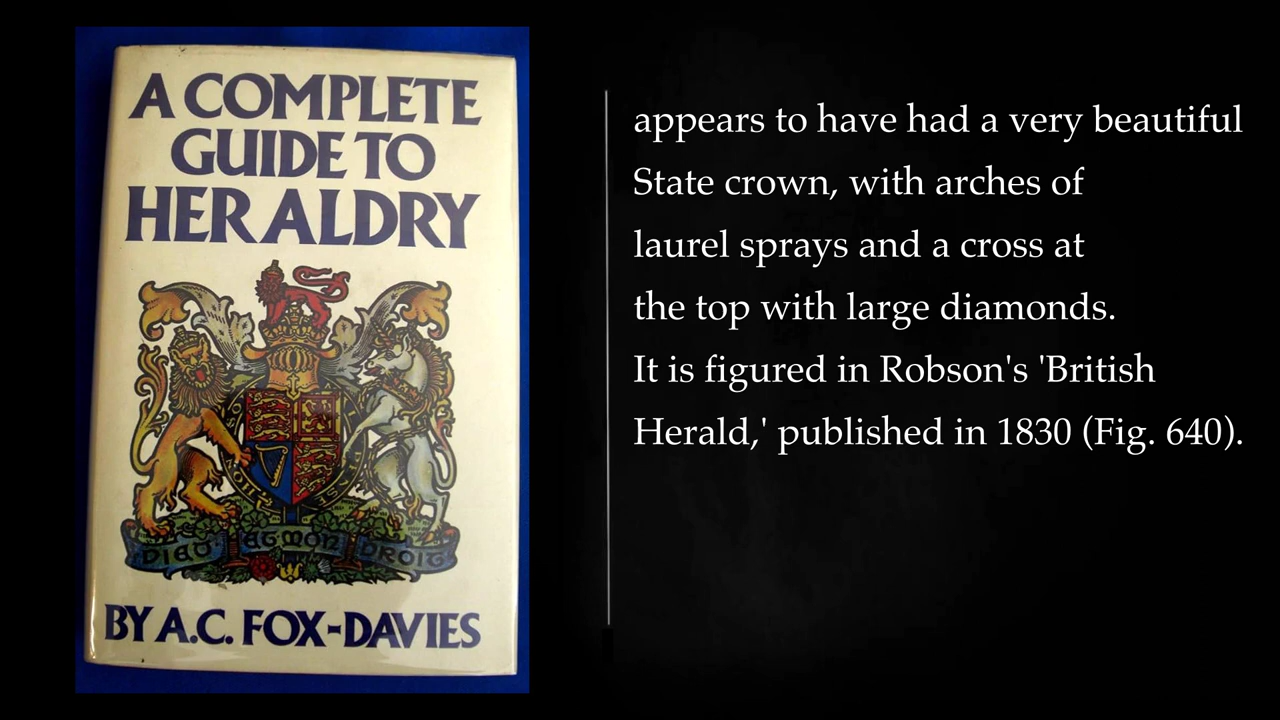 A COMPLETE
GUIDE TO
HERALDRY
DIEU ET MON DROIT
BY A.C. FOX-DAVIES
appears to have had a very beautiful
State crown, with arches of
laurel sprays and a cross at
the top with large diamonds.
It is figured in Robson's 'British
Herald,' published in 1830 (Fig. 640).